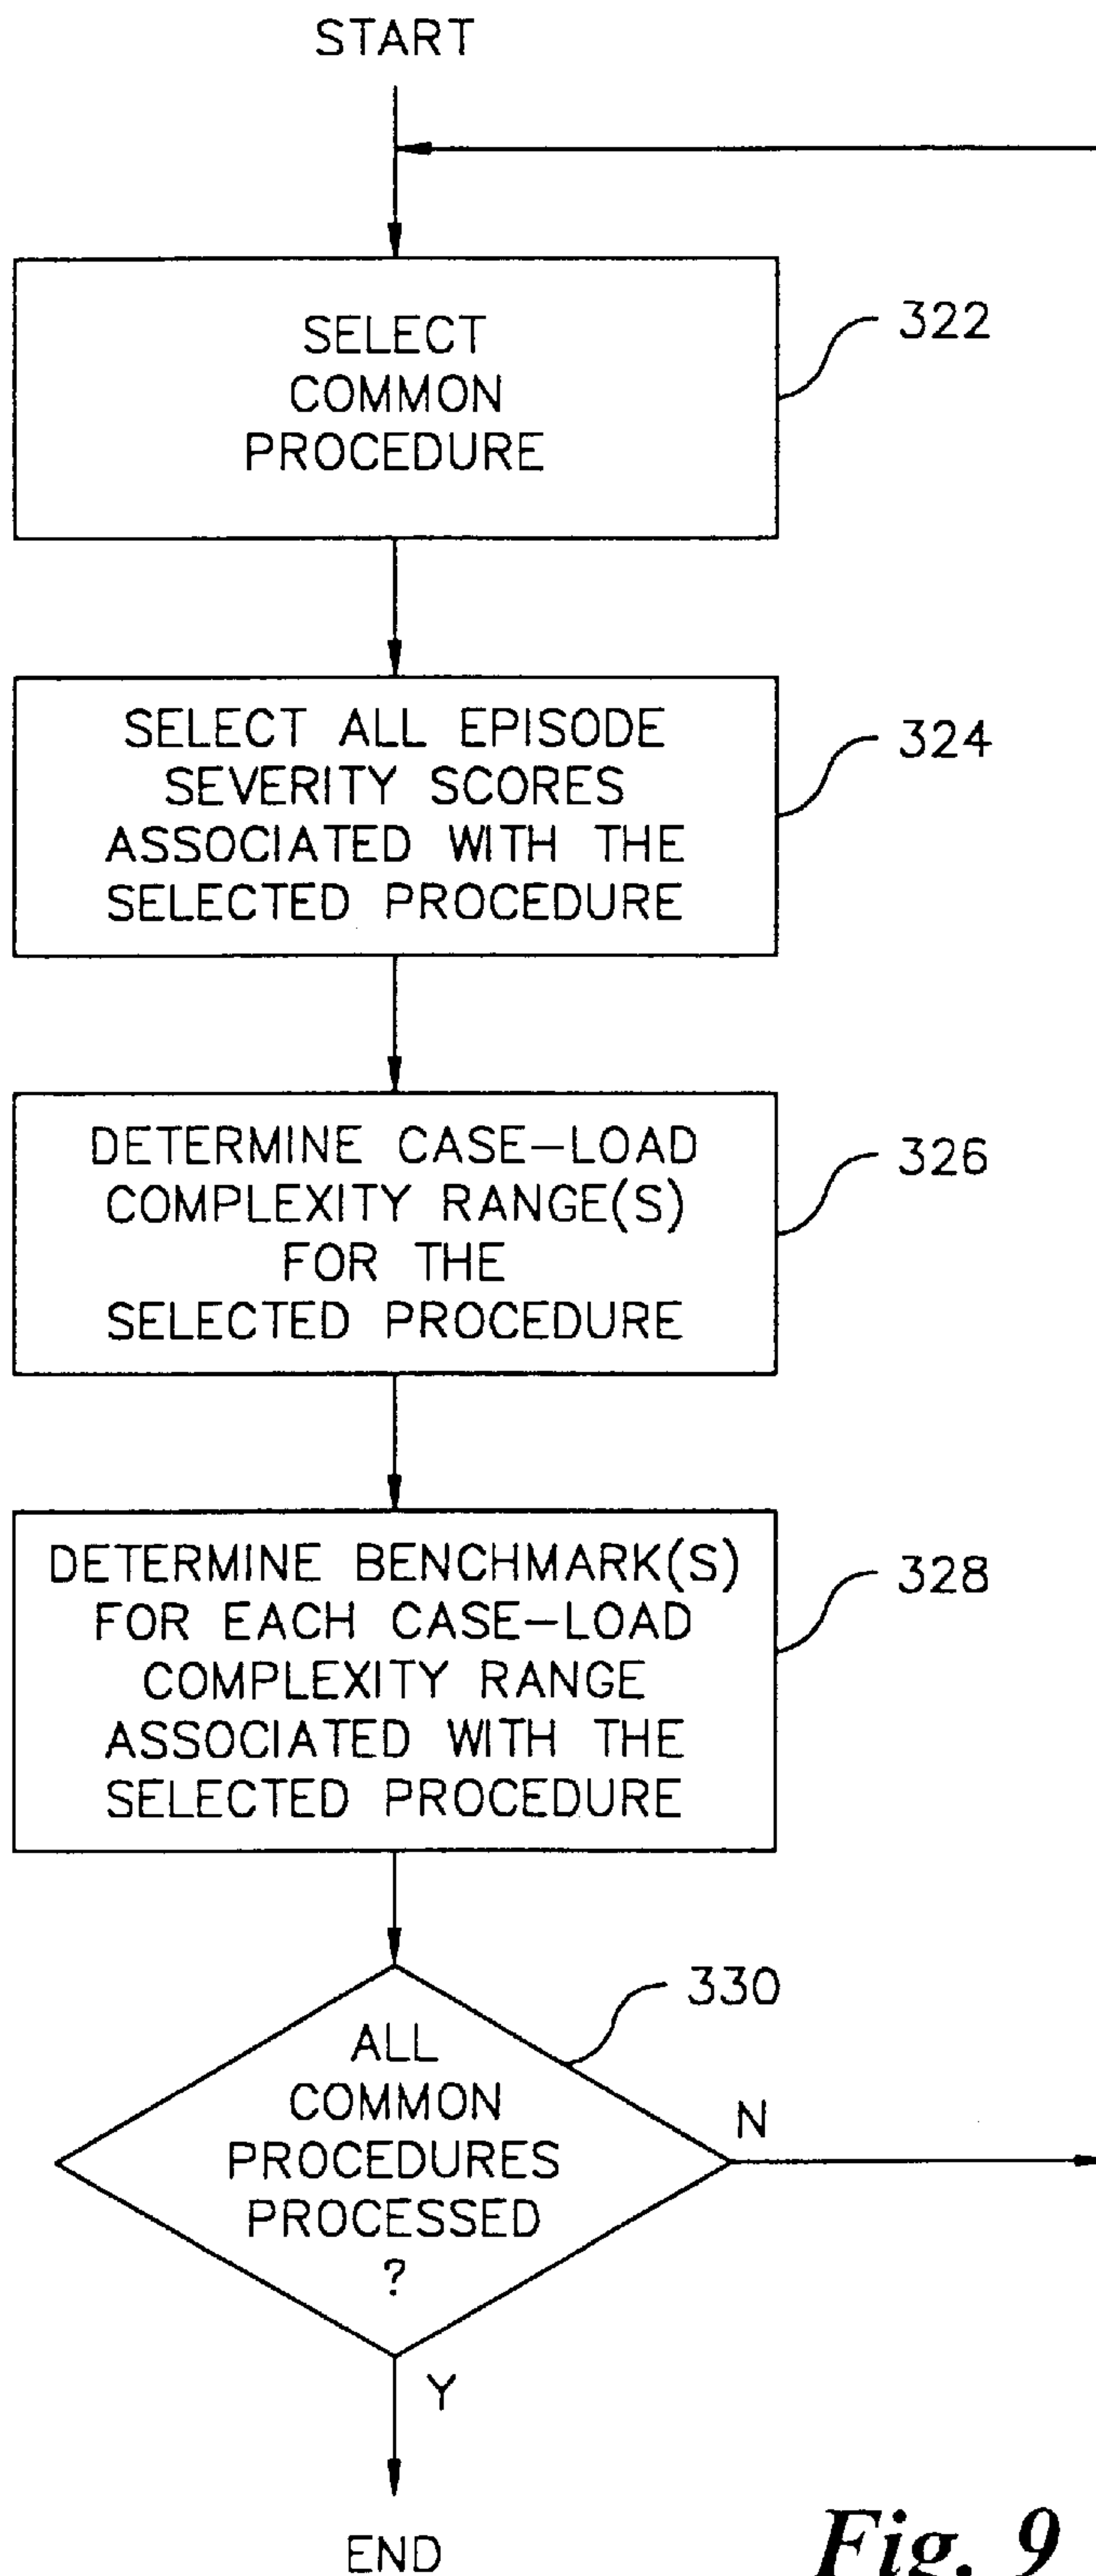 START
SELECT
COMMON
PROCEDURE
322
SELECT ALL EPISODE
SEVERITY SCORES
ASSOCIATED WITH THE
SELECTED PROCEDURE
324
DETERMINE CASE-LOAD
COMPLEXITY RANGE(S)
FOR THE
SELECTED PROCEDURE
326
DETERMINE BENCHMARK(S)
FOR EACH CASE-LOAD
COMPLEXITY RANGE
ASSOCIATED WITH THE
SELECTED PROCEDURE
328
330
ALL
COMMON
PROCEDURES
PROCESSED
?
N
Y
END
Fig. 9